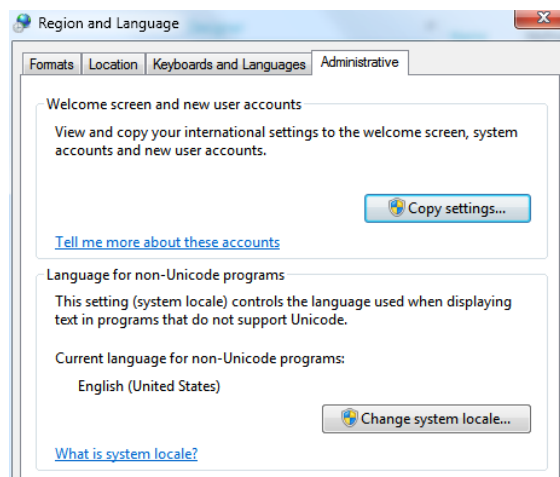 Region and Language
Formats Location Keyboards and Languages Administrative
Welcome screen and new user accounts
View and copy your international settings to the welcome screen, system
accounts and new user accounts.
Copy settings...
Tell me more about these accounts
Language for non-Unicode programs
This setting (system locale) controls the language used when displaying
text in programs that do not support Unicode.
Current language for non-Unicode programs:
English (United States)
Change system locale...
What is system locale?